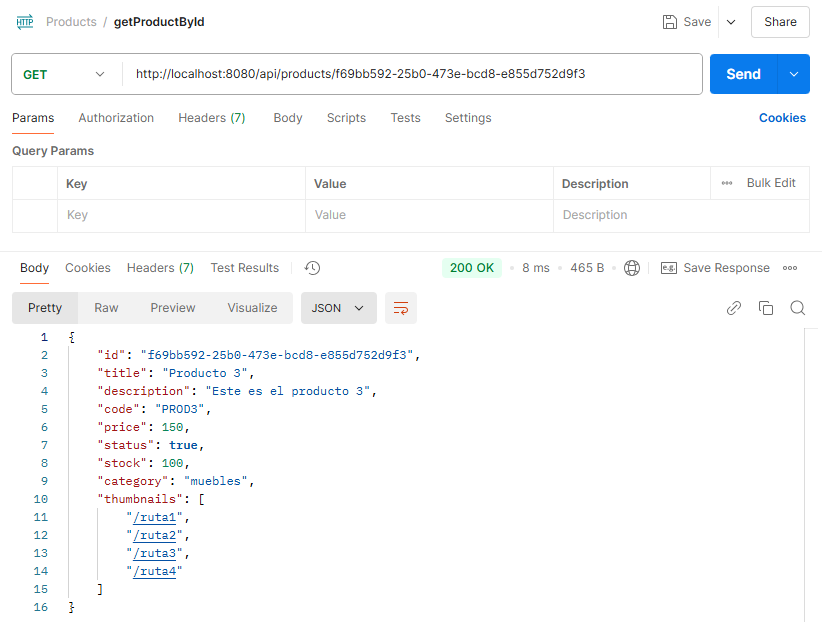 HTTP Products / getProductById Save Share
GET http://localhost:8080/api/products/f69bb592-25b0-473e-bcd8-e855d752d9f3 Send
Params Authorization Headers (7) Body Scripts Tests Settings Cookies
Query Params
Key Value Description Bulk Edit
Key Value Description
Body Cookies Headers (7) Test Results 200 OK 8 ms 465 B e.g. Save Response
Pretty Raw Preview Visualize JSON
1 {
2 "id": "f69bb592-25b0-473e-bcd8-e855d752d9f3",
3 "title": "Producto 3",
4 "description": "Este es el producto 3",
5 "code": "PROD3",
6 "price": 150,
7 "status": true,
8 "stock": 100,
9 "category": "muebles",
10 "thumbnails": [
11 "/ruta1",
12 "/ruta2",
13 "/ruta3",
14 "/ruta4"
15 ]
16 }